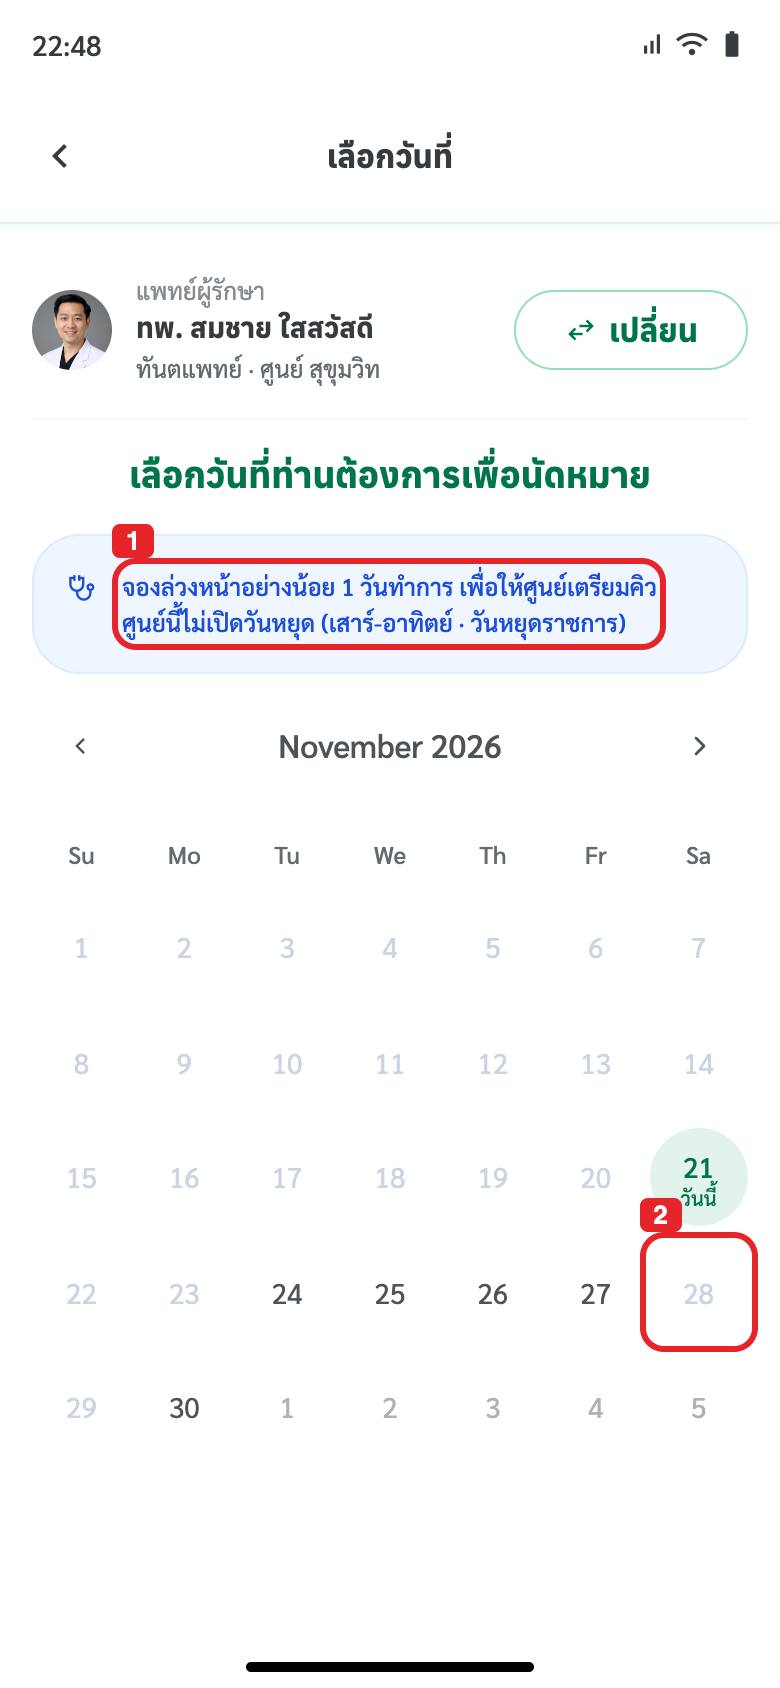 22:48
เลือกวันที่
แพทย์ผู้รักษา
ทพ. สมชาย ใสสวัสดี
ทันตแพทย์ · ศูนย์ สุขุมวิท
เปลี่ยน
เลือกวันที่ท่านต้องการเพื่อนัดหมาย
1
จองล่วงหน้าอย่างน้อย 1 วันทำการ เพื่อให้ศูนย์เตรียมคิว
ศูนย์นี้ไม่เปิดวันหยุด (เสาร์-อาทิตย์ · วันหยุดราชการ)
November 2026
Su Mo Tu We Th Fr Sa
1 2 3 4 5 6 7
8 9 10 11 12 13 14
15 16 17 18 19 20 21
วันนี้
2
22 23 24 25 26 27 28
29 30 1 2 3 4 5